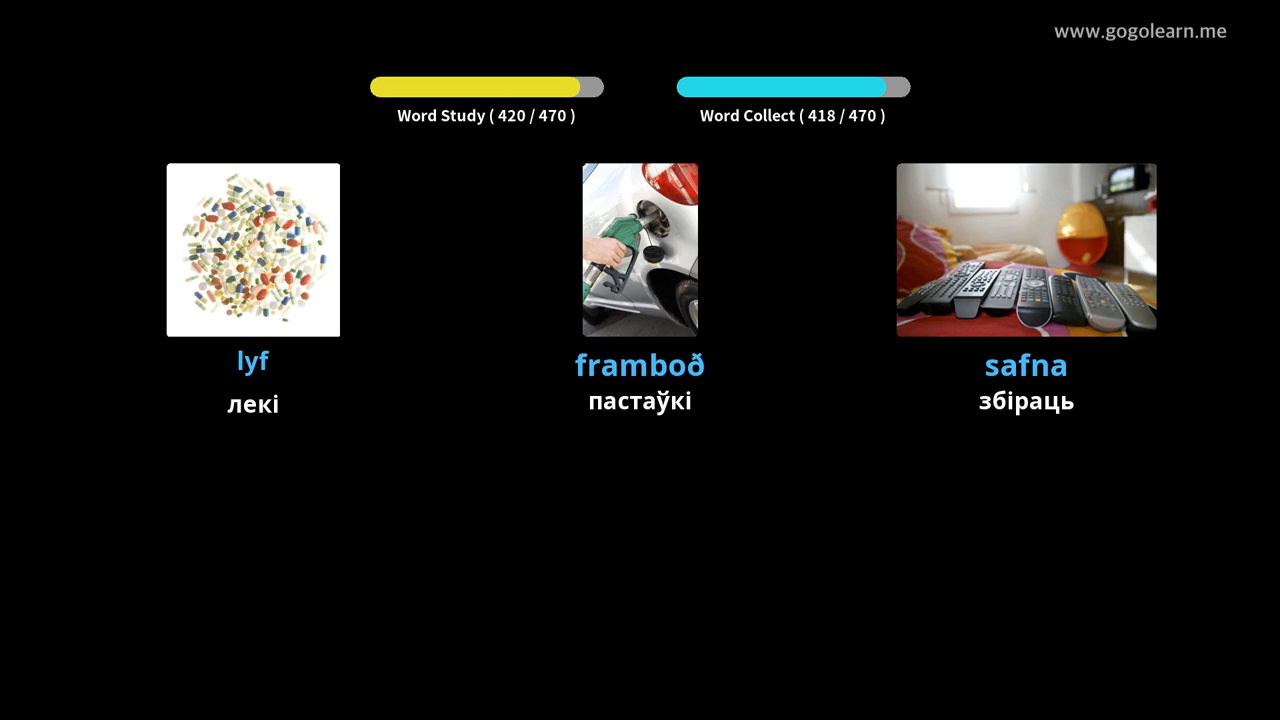 www.gogolearn.me
Word Study ( 420 / 470 )
Word Collect ( 418 / 470 )
lyf
framboð
safna
лекі
пастаўкі
збіраць